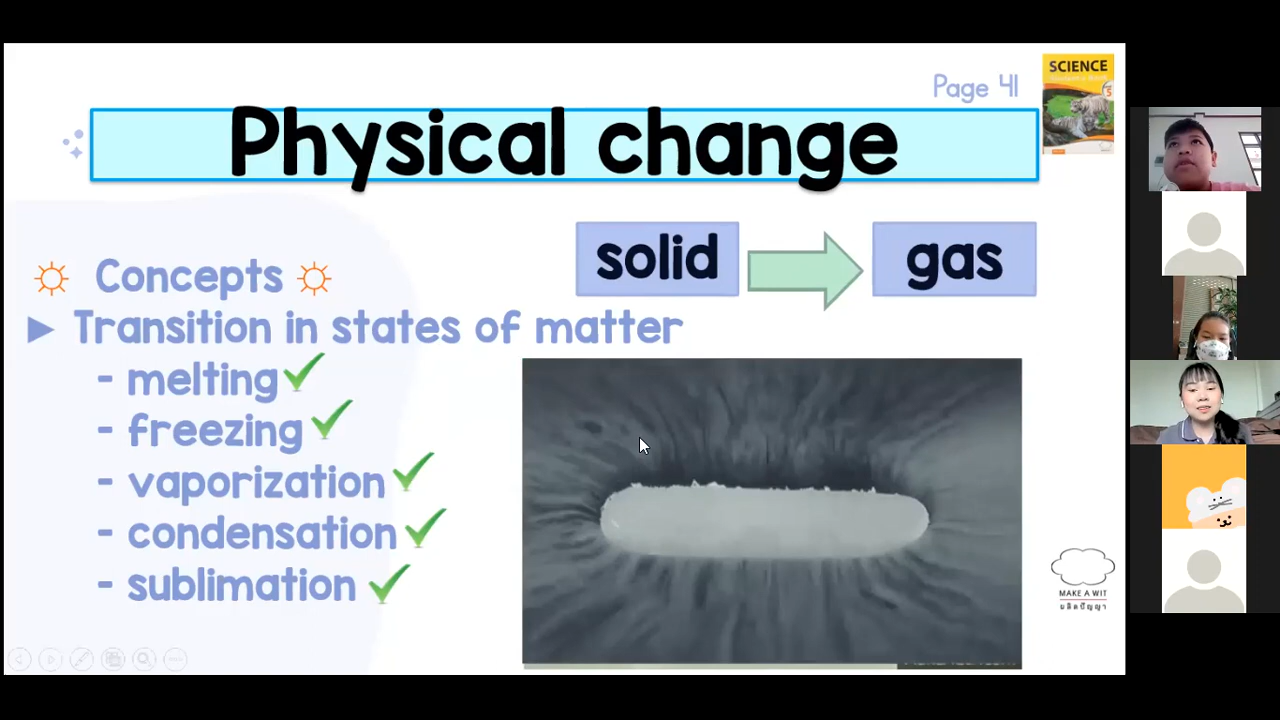 Page 41
SCIENCE
Physical change
solid
gas
Concepts
Transition in states of matter
- melting
- freezing
- vaporization
- condensation
- sublimation
MAKE A WIT
ผลิตปัญญา